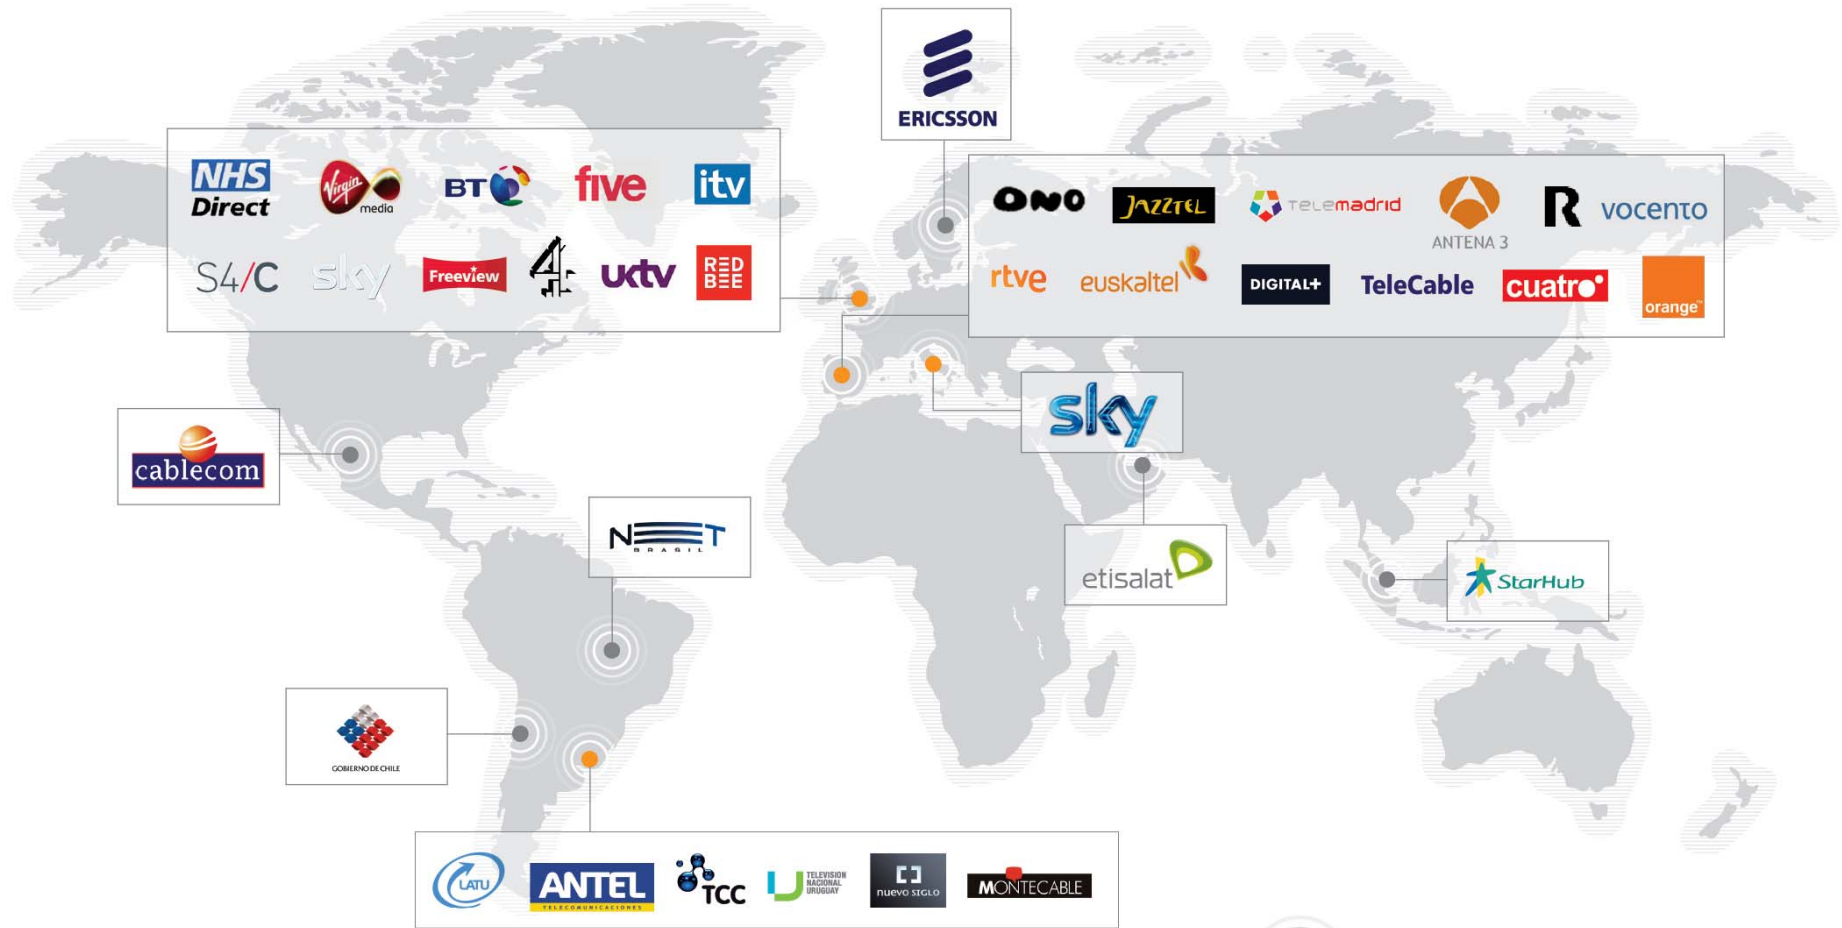 ERICSSON
NHS
Direct
Virgin
media
BT
five
itv
S4/C
sky
Freeview
4
uktv
RED
BEE
ONO
JAZZTEL
TeLemadrid
ANTENA 3
R
vocento
rtve
euskaltel
DIGITAL+
TeleCable
cuatro
orange™
sky
cablecom
NET
BRASIL
etisalat
StarHub
GOBIERNO DE CHILE
LATU
ANTEL
TELECOMUNICACIONES
TCC
TELEVISION
NACIONAL
URUGUAY
nuevo siglo
MONTECABLE